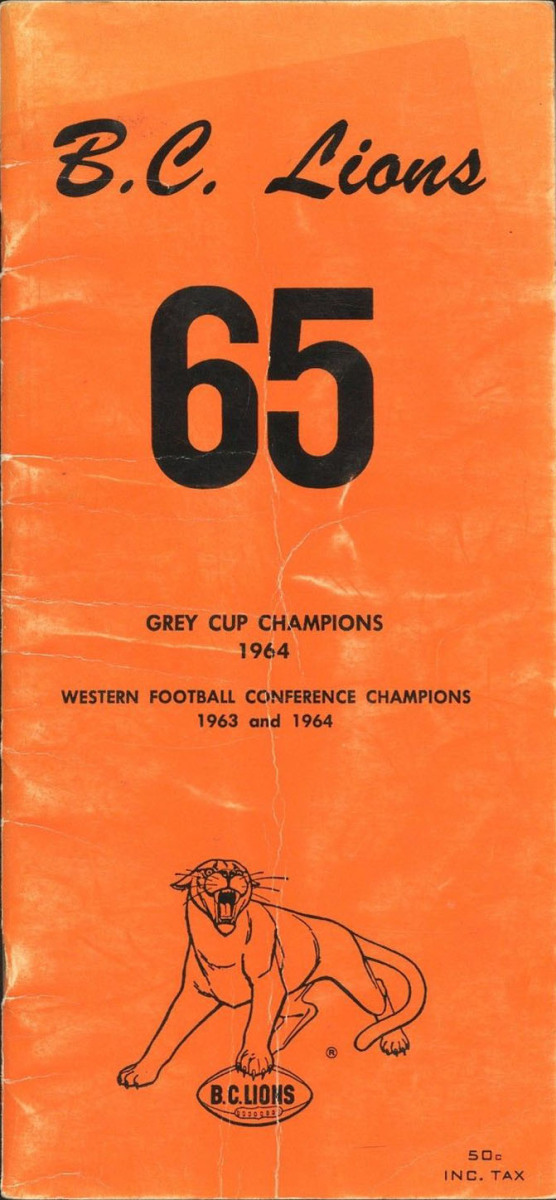 B.C. Lions
65
GREY CUP CHAMPIONS
1964
WESTERN FOOTBALL CONFERENCE CHAMPIONS
1963 and 1964
®
B.C.LIONS
50c
INC. TAX